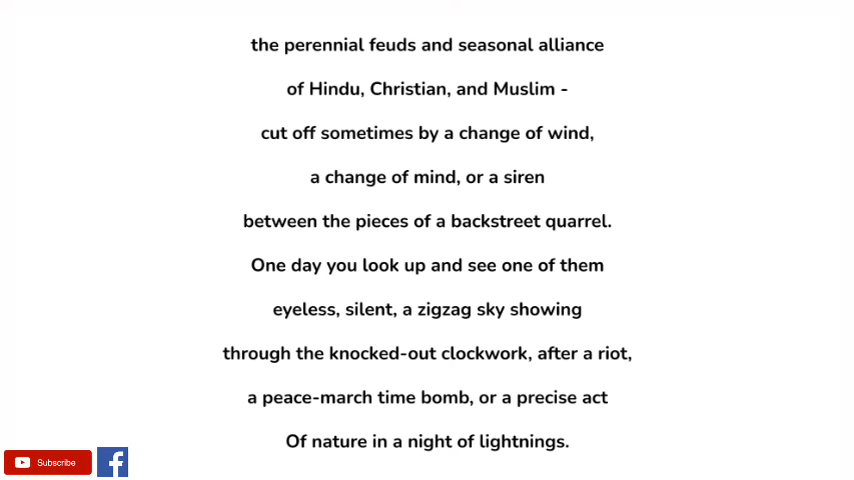 the perennial feuds and seasonal alliance
of Hindu, Christian, and Muslim -
cut off sometimes by a change of wind,
a change of mind, or a siren
between the pieces of a backstreet quarrel.
One day you look up and see one of them
eyeless, silent, a zigzag sky showing
through the knocked-out clockwork, after a riot,
a peace-march time bomb, or a precise act
Of nature in a night of lightnings.
Subscribe
f